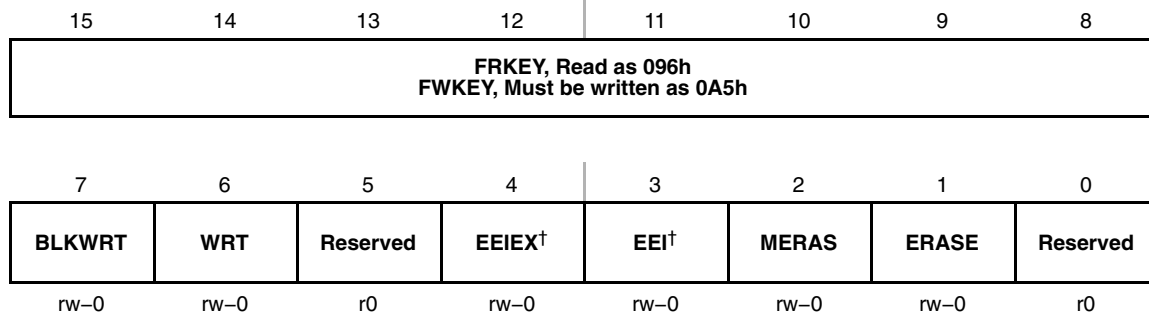 15 14 13 12 11 10 9 8
FRKEY, Read as 096h
FWKEY, Must be written as 0A5h
7 6 5 4 3 2 1 0
BLKWRT WRT Reserved EEIEX† EEI† MERAS ERASE Reserved
rw−0 rw−0 r0 rw−0 rw−0 rw−0 rw−0 r0